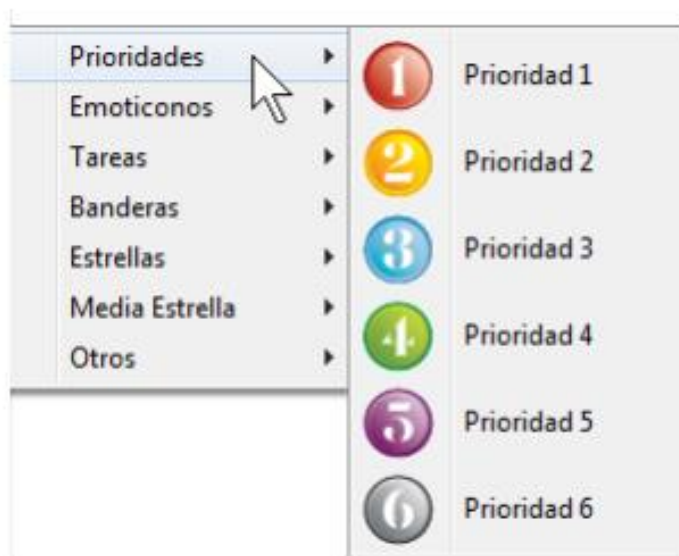 Prioridades
Emoticonos
Tareas
Banderas
Estrellas
Media Estrella
Otros
1 Prioridad 1
2 Prioridad 2
3 Prioridad 3
4 Prioridad 4
5 Prioridad 5
6 Prioridad 6